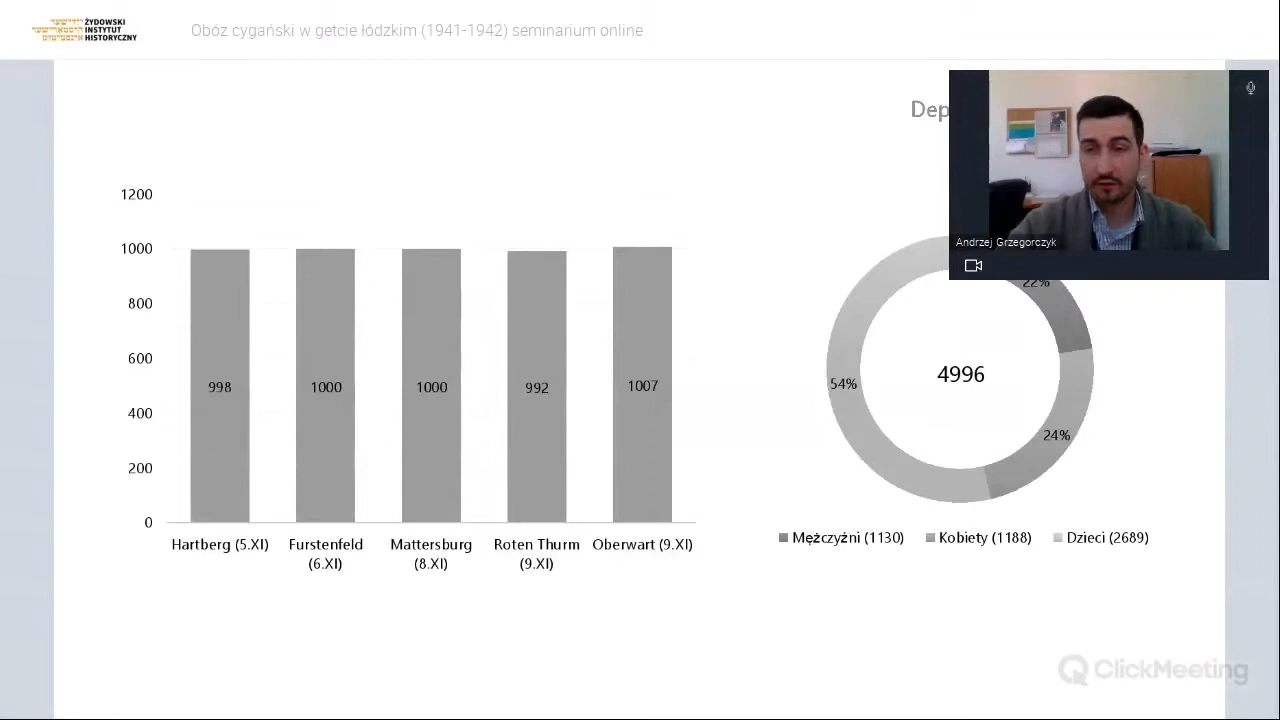 ŻYDOWSKI
INSTYTUT
HISTORYCZNY
Obóz cygański w getcie łódzkim (1941-1942) seminarium online
Dep
Andrzej Grzegorczyk
1200
1000
800
600
400
200
0
998
1000
1000
992
1007
Hartberg (5.XI)
Furstenfeld
(6.XI)
Mattersburg
(8.XI)
Roten Thurm
(9.XI)
Oberwart (9.XI)
22%
54%
4996
24%
Mężczyźni (1130)
Kobiety (1188)
Dzieci (2689)
ClickMeeting